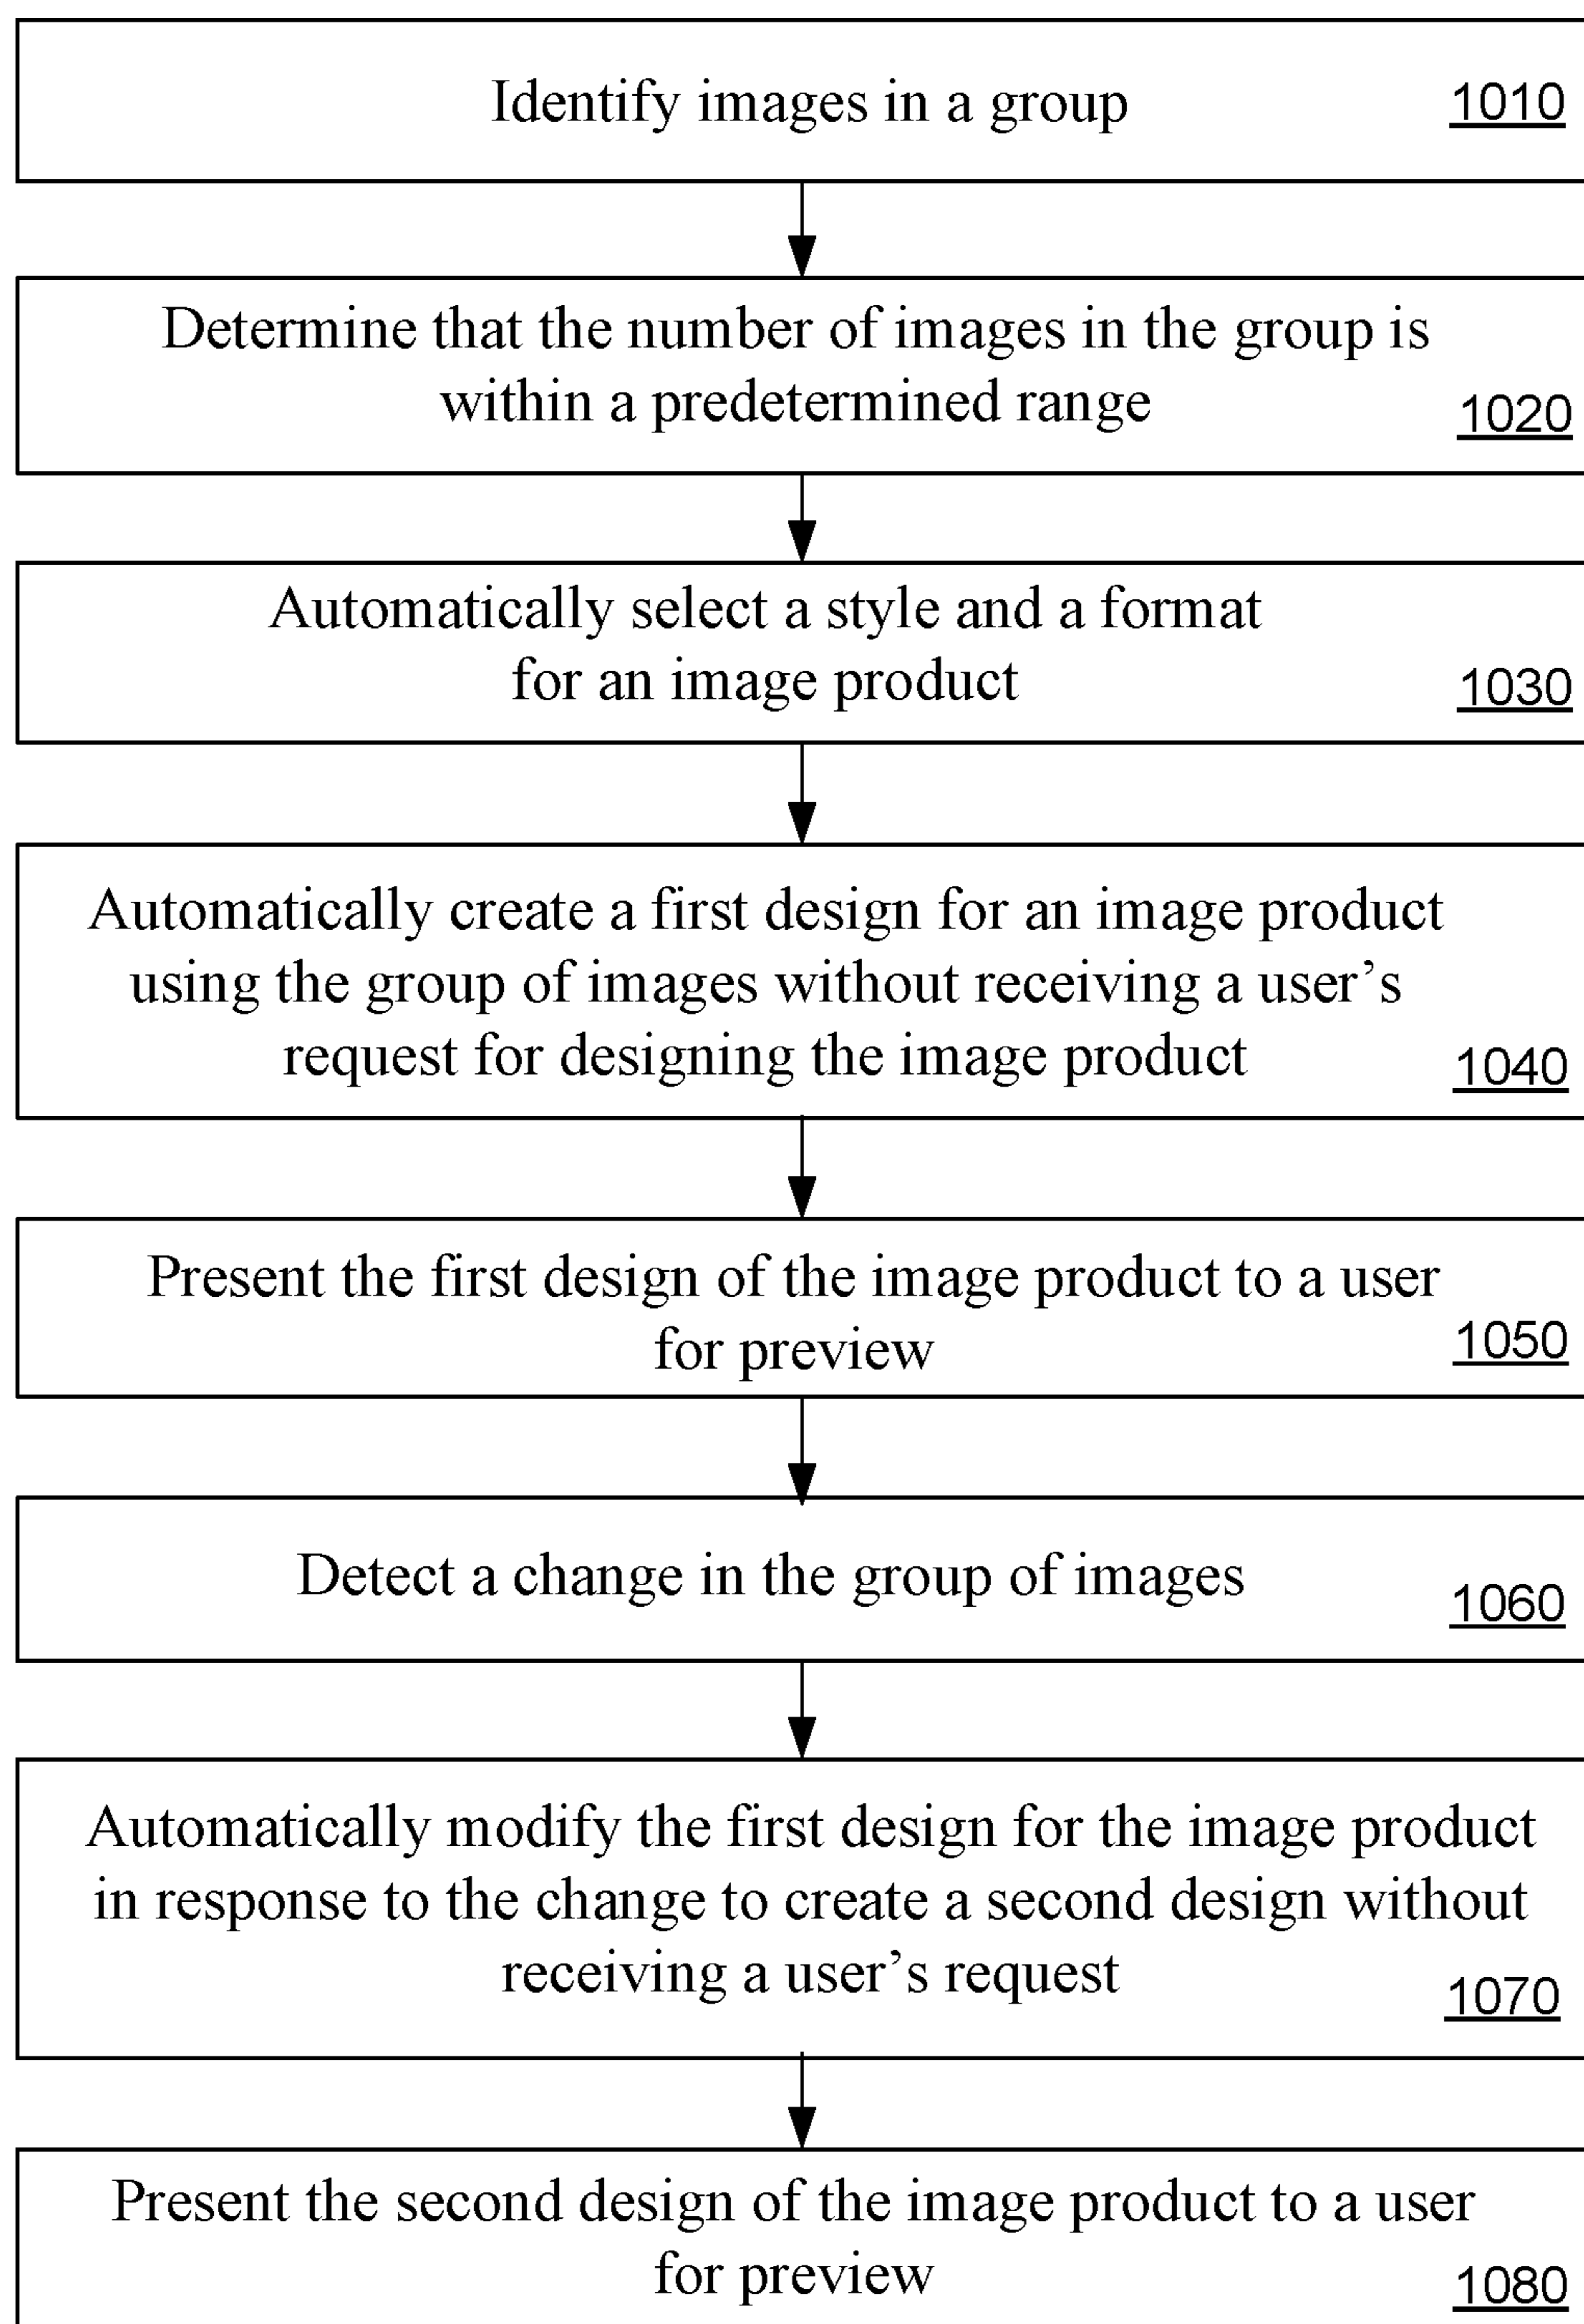 Identify images in a group
1010
Determine that the number of images in the group is
within a predetermined range
1020
Automatically select a style and a format
for an image product
1030
Automatically create a first design for an image product
using the group of images without receiving a user’s
request for designing the image product
1040
Present the first design of the image product to a user
for preview
1050
Detect a change in the group of images
1060
Automatically modify the first design for the image product
in response to the change to create a second design without
receiving a user’s request
1070
Present the second design of the image product to a user
for preview
1080